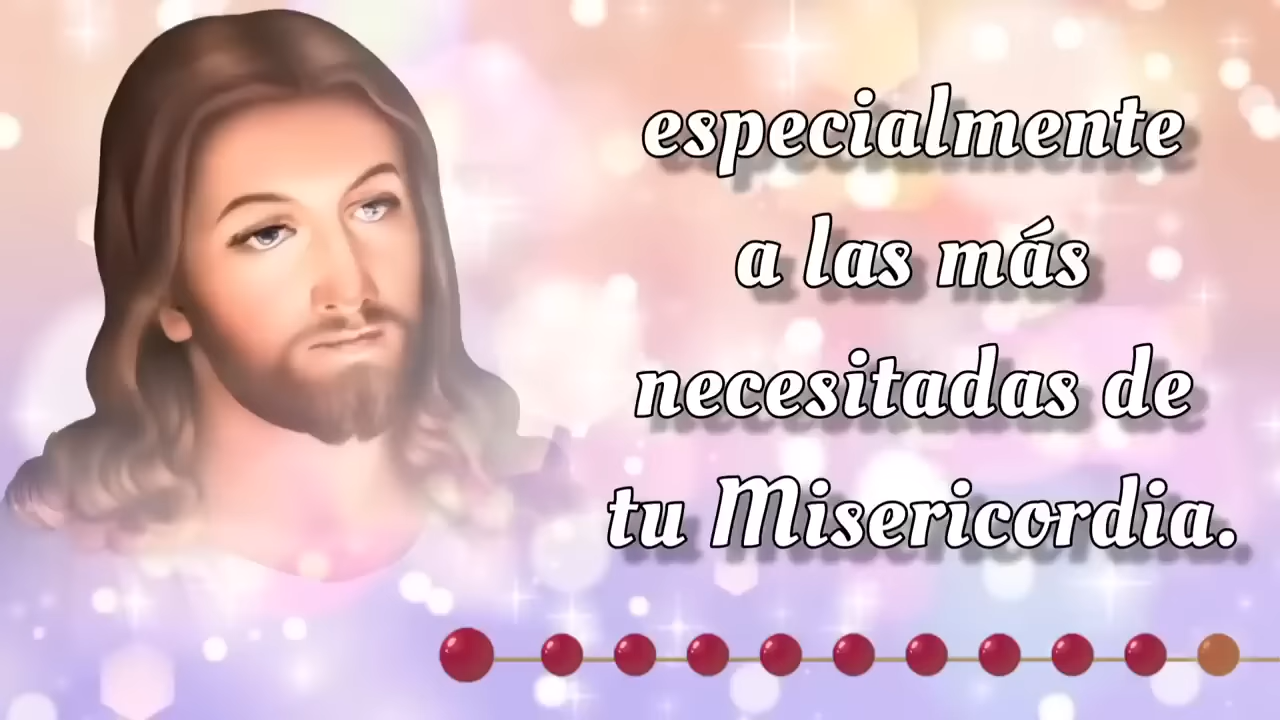 especialmente
a las más
necesitadas de
tu Misericordia.